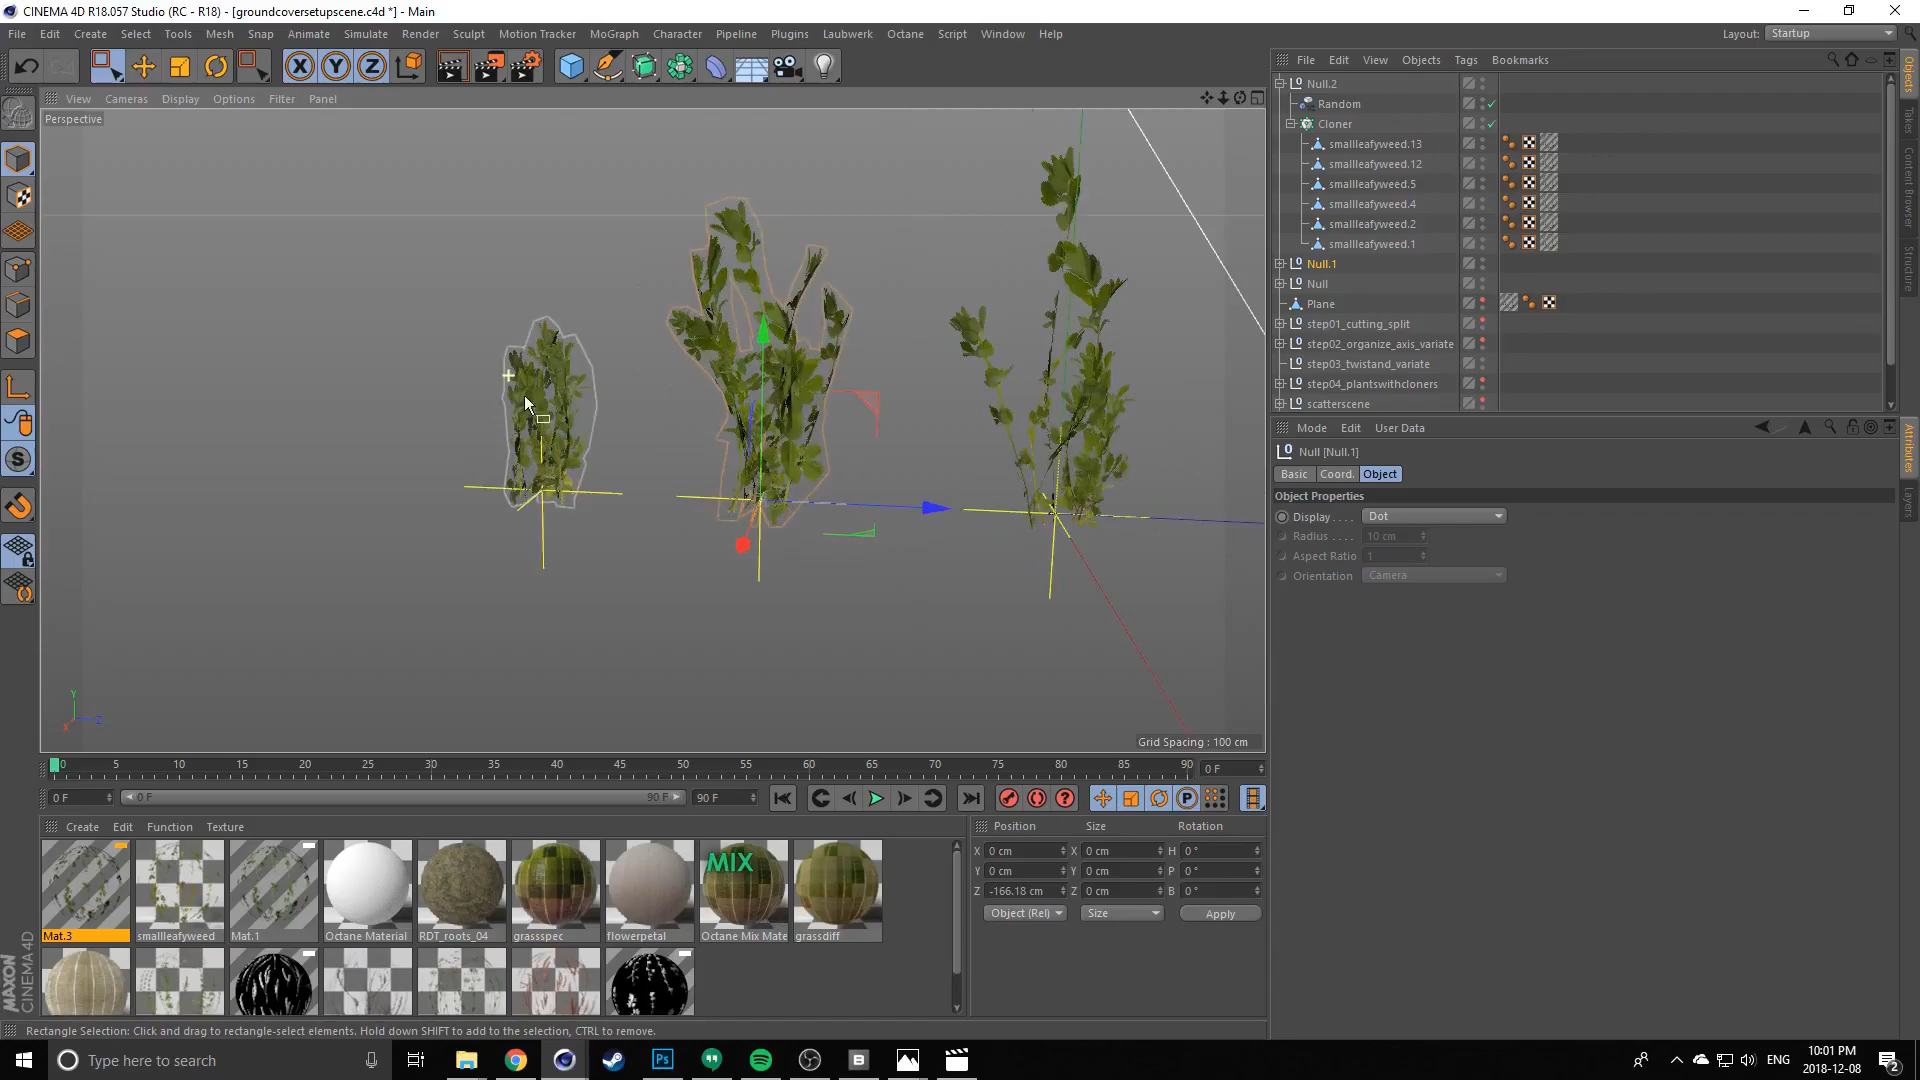 CINEMA 4D R18.057 Studio (RC - R18) - [groundcoversetupscene.c4d *] - Main
File Edit Create Select Tools Mesh Snap Animate Simulate Render Sculpt Motion Tracker MoGraph Character Pipeline Plugins Laubwerk Octane Script Window Help
Layout: Startup
X Y Z
View Cameras Display Options Filter Panel
Perspective
File Edit View Objects Tags Bookmarks
Null.2
Random
Cloner
smallleafyweed.13
smallleafyweed.12
smallleafyweed.5
smallleafyweed.4
smallleafyweed.2
smallleafyweed.1
Null.1
Null
Plane
step01_cutting_split
step02_organize_axis_variate
step03_twistand_variate
step04_plantswithcloners
scatterscene
Objects
Takes
Content Browser
Structure
Mode Edit User Data
Null [Null.1]
Basic Coord. Object
Object Properties
Display . . . . Dot
Radius . . . . 10 cm
Aspect Ratio 1
Orientation Camera
Attributes
Layers
Y
X
Z
S
Grid Spacing : 100 cm
0 5 10 15 20 25 30 35 40 45 50 55 60 65 70 75 80 85 90
0 F
0 F 0 F 90 F 90 F
P
Create Edit Function Texture
MIX
Mat.3 smallleafyweed Mat.1 Octane Material RDT_roots_04 grassspec flowerpetal Octane Mix Mate grassdiff
Position Size Rotation
X 0 cm X 0 cm H 0 °
Y 0 cm Y 0 cm P 0 °
Z -166.18 cm Z 0 cm B 0 °
Object (Rel) Size Apply
MAXON
CINEMA 4D
Rectangle Selection: Click and drag to rectangle-select elements. Hold down SHIFT to add to the selection, CTRL to remove.
Type here to search
Ps
B
ENG
10:01 PM
2018-12-08
2